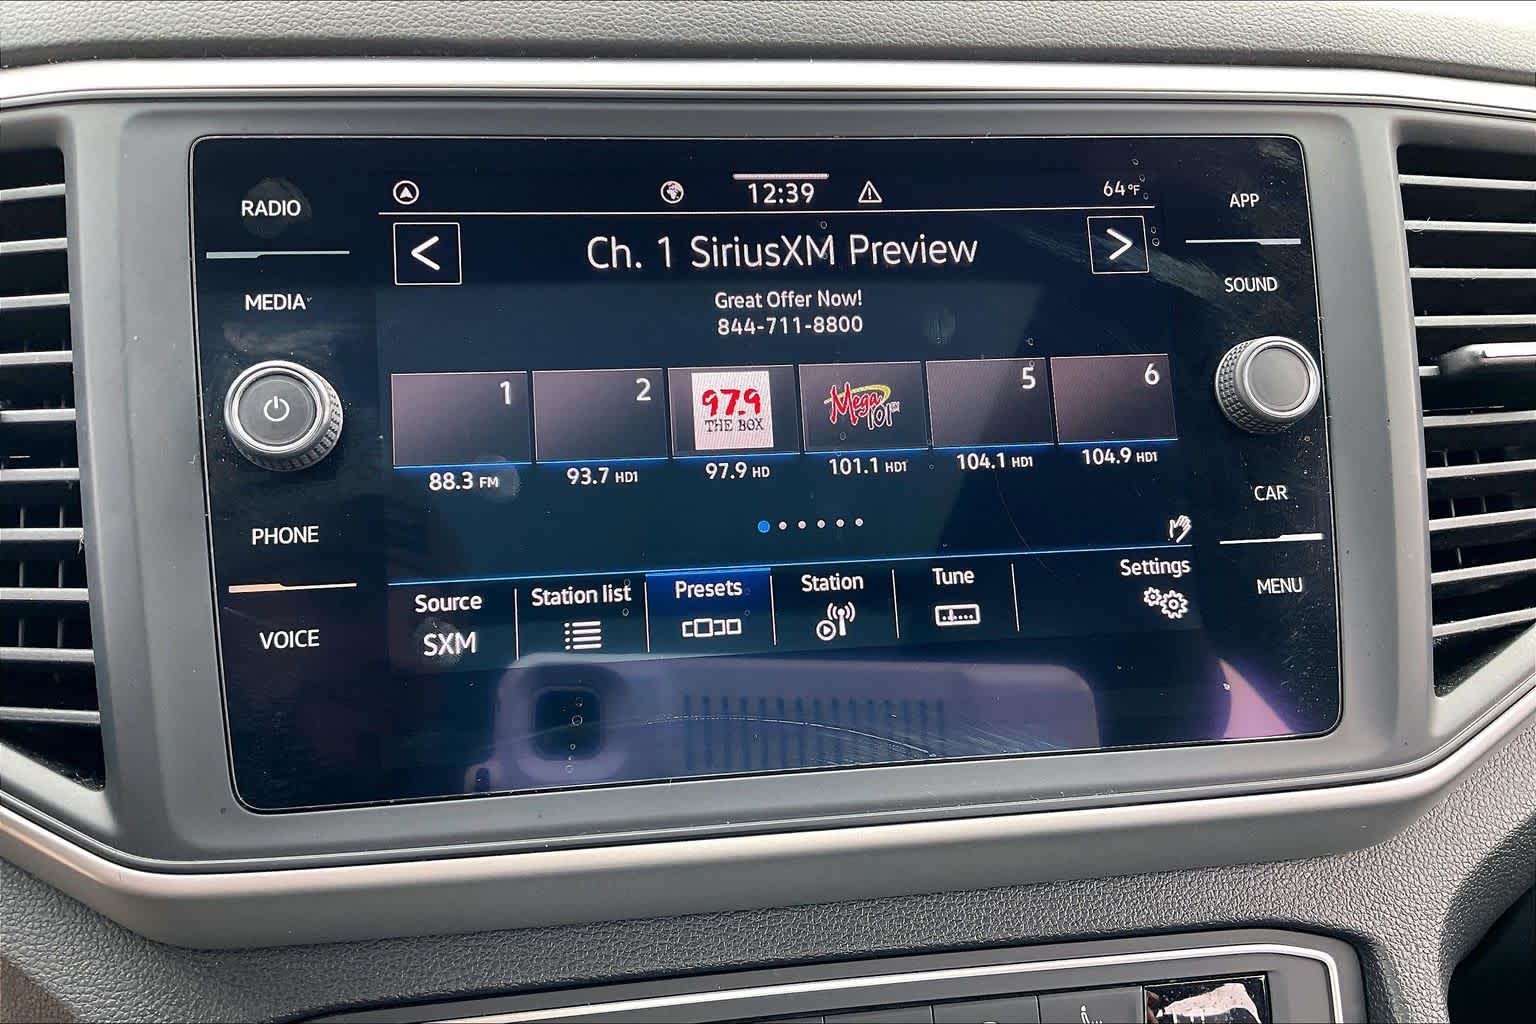 RADIO
MEDIA
PHONE
VOICE
12:39
64°F
Ch. 1 SiriusXM Preview
Great Offer Now!
844-711-8800
1
2
97.9
THE BOX
Mega
101 FM
5
6
88.3 FM
93.7 HD1
97.9 HD
101.1 HD1
104.1 HD1
104.9 HD1
Source
SXM
Station list
Presets
Station
Tune
Settings
APP
SOUND
CAR
MENU